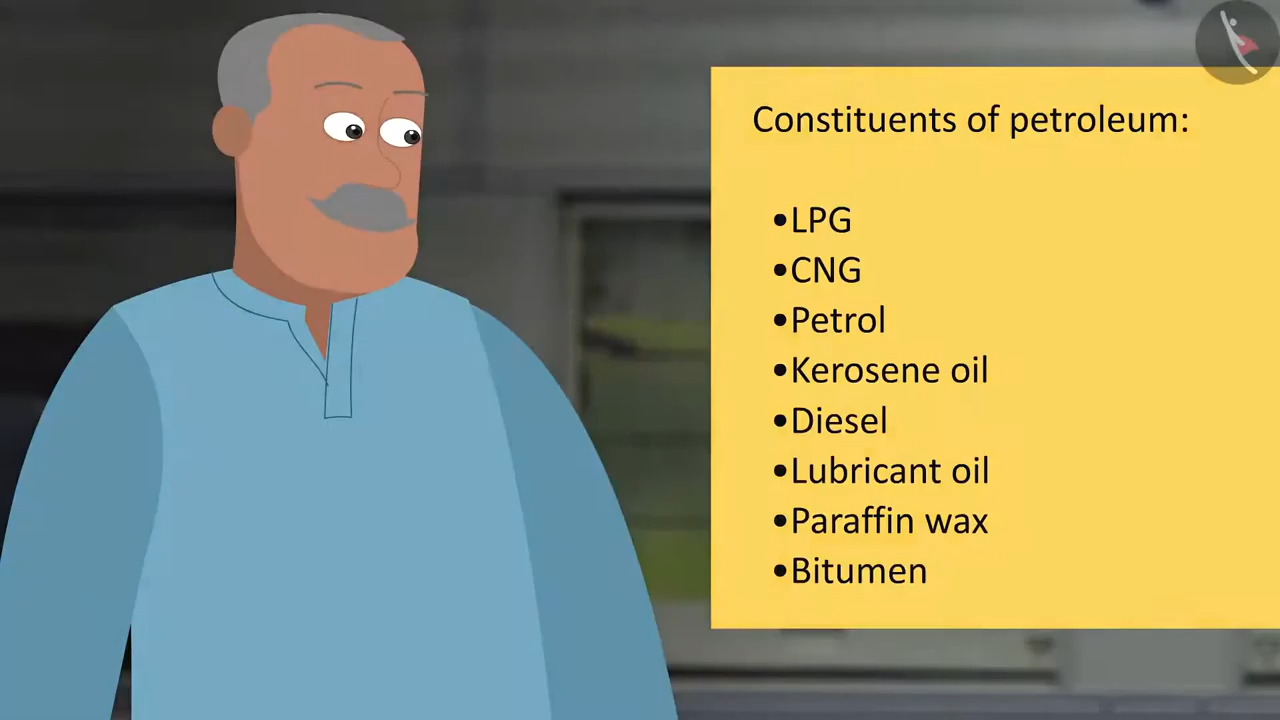 Constituents of petroleum:
•LPG
•CNG
•Petrol
•Kerosene oil
•Diesel
•Lubricant oil
•Paraffin wax
•Bitumen